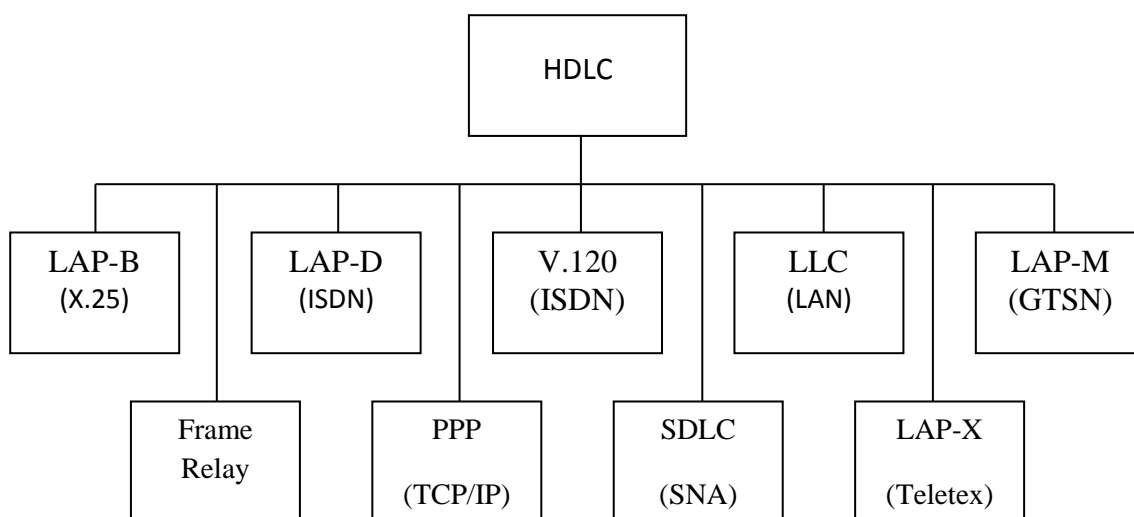 HDLC
LAP-B
(X.25)
LAP-D
(ISDN)
V.120
(ISDN)
LLC
(LAN)
LAP-M
(GTSN)
Frame
Relay
PPP
(TCP/IP)
SDLC
(SNA)
LAP-X
(Teletex)